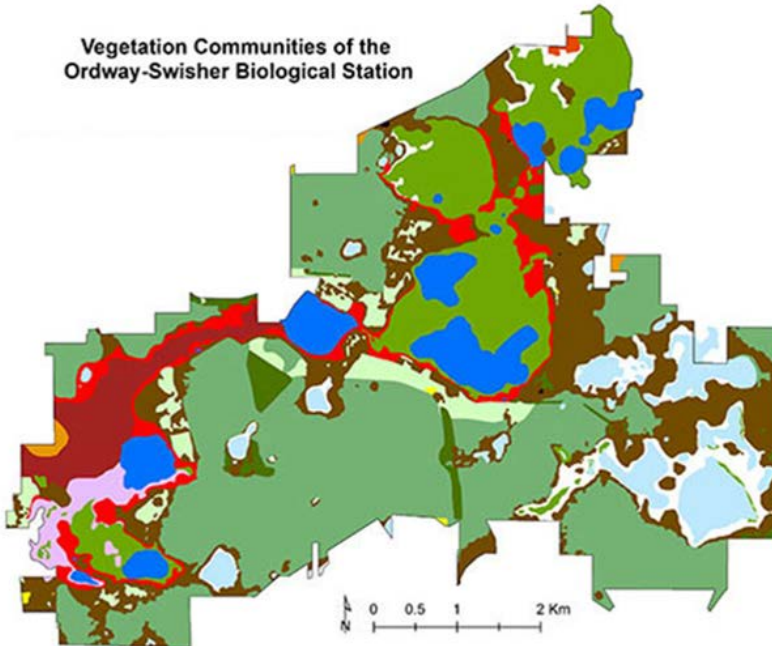 Vegetation Communities of the
Ordway-Swisher Biological Station
N
0 0.5 1 2 Km